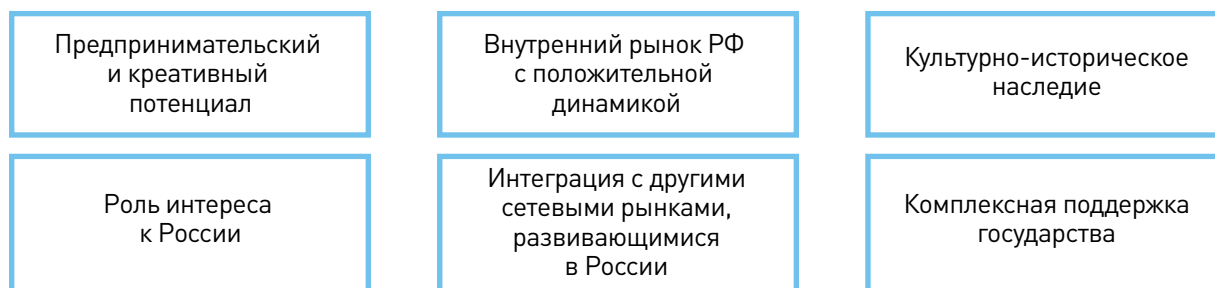 Предпринимательский
и креативный
потенциал
Внутренний рынок РФ
с положительной
динамикой
Культурно-историческое
наследие
Роль интереса
к России
Интеграция с другими
сетевыми рынками,
развивающимися
в России
Комплексная поддержка
государства